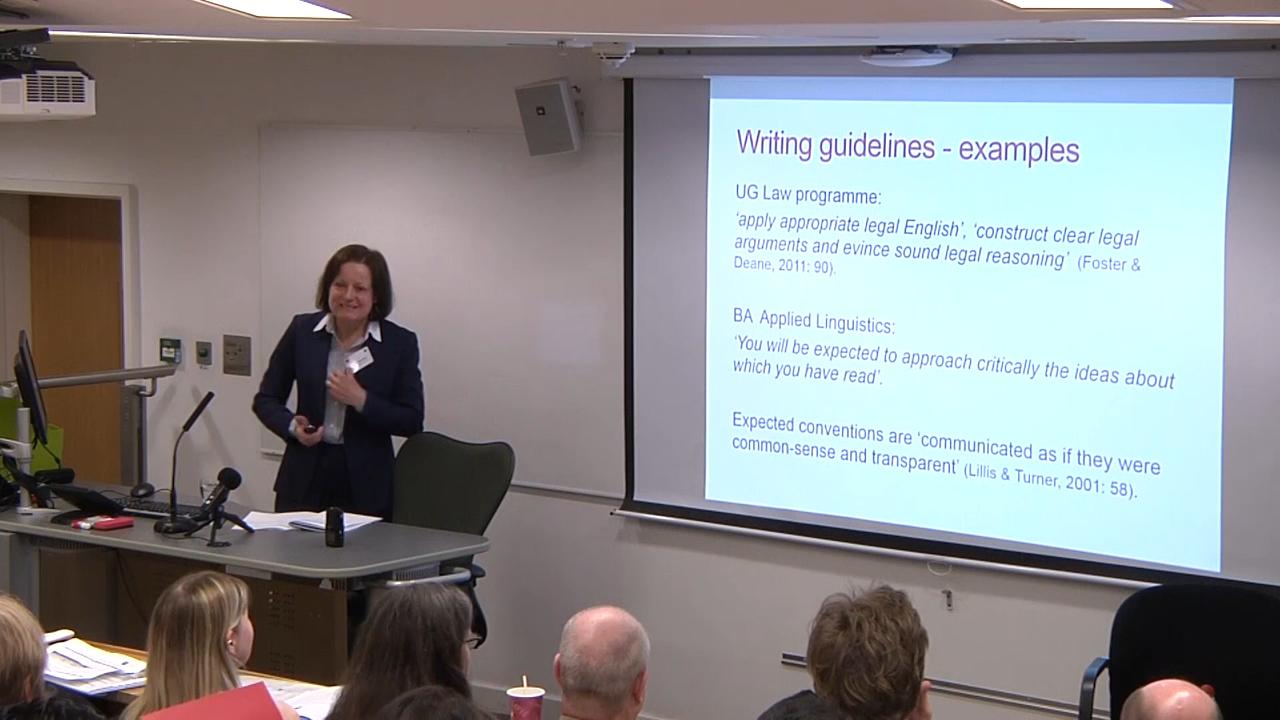 Writing guidelines - examples
UG Law programme:
‘apply appropriate legal English’, ‘construct clear legal
arguments and evince sound legal reasoning’ (Foster &
Deane, 2011: 90).
BA Applied Linguistics:
‘You will be expected to approach critically the ideas about
which you have read’.
Expected conventions are ‘communicated as if they were
common-sense and transparent’ (Lillis & Turner, 2001: 58).